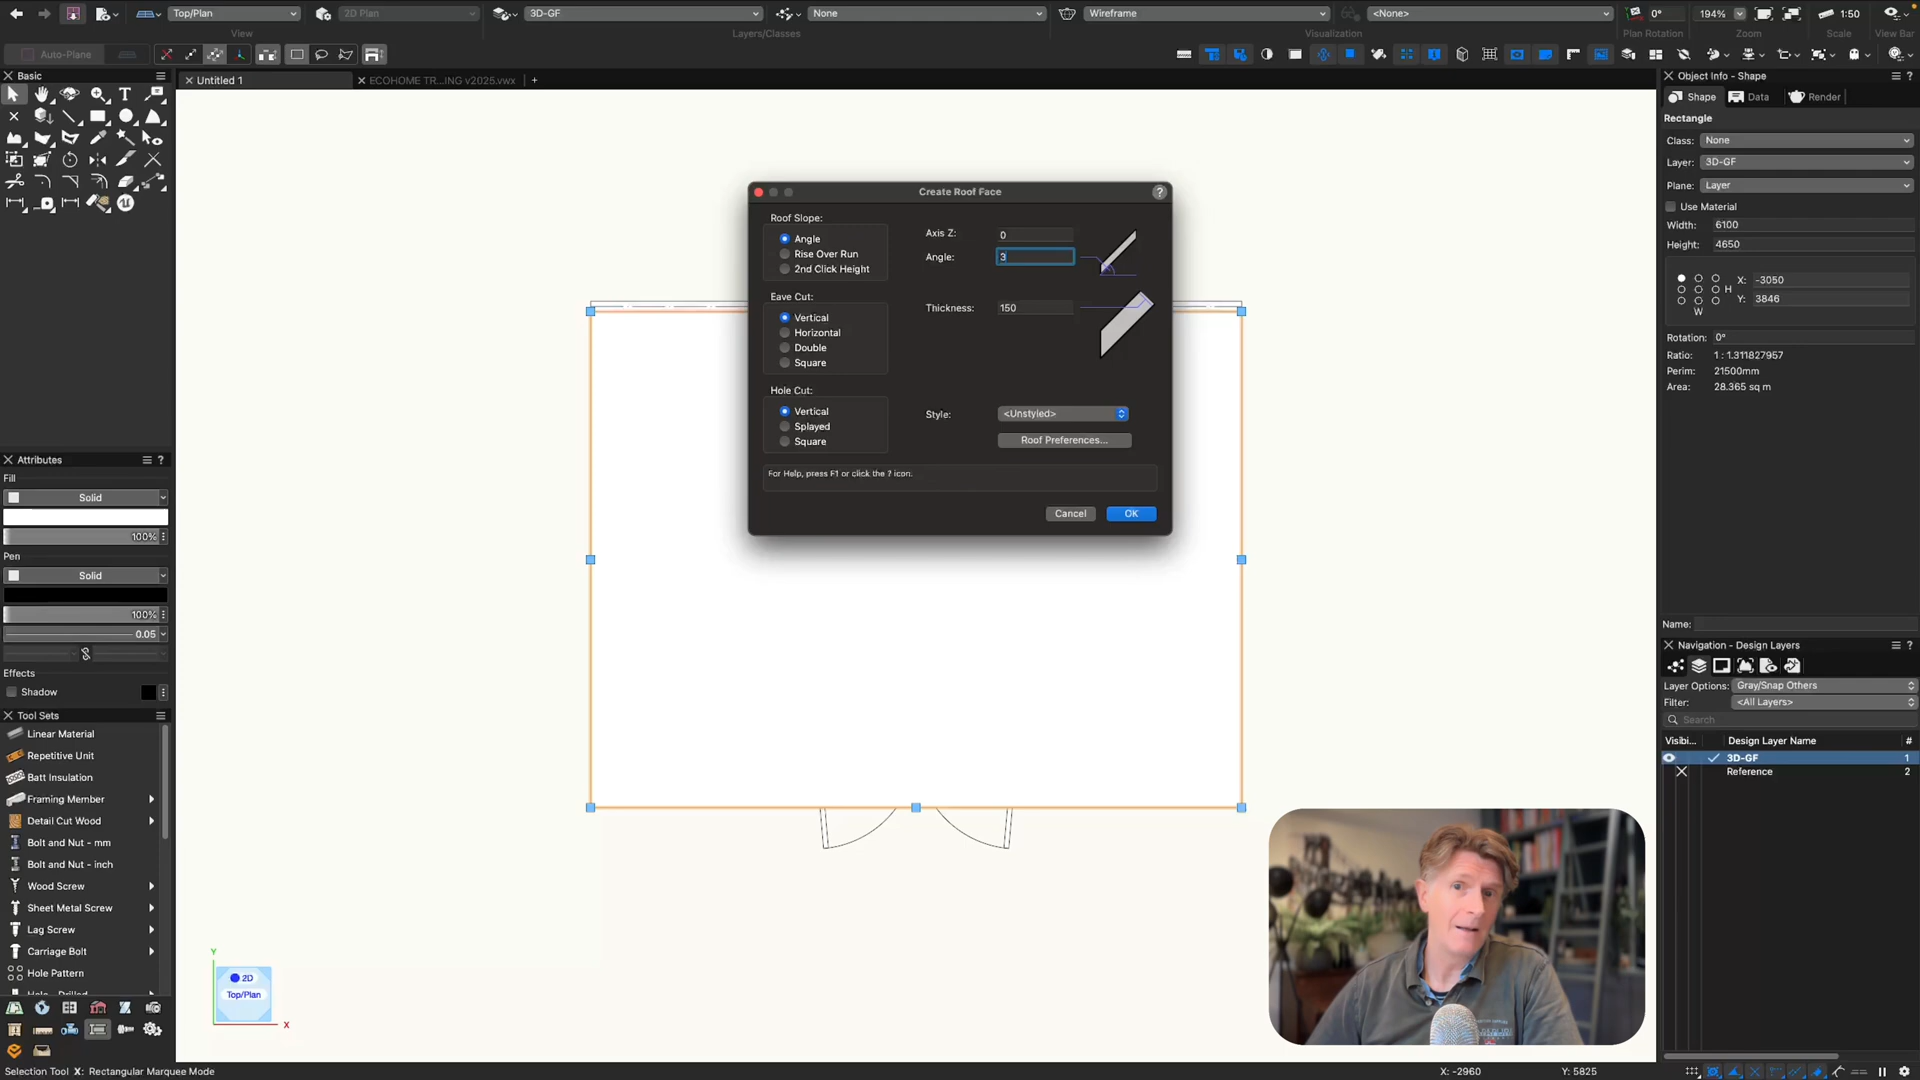 Top/Plan
2D Plan
3D-GF
None
Wireframe
<None>
0°
194%
1:50
View
Layers/Classes
Visualization
Plan Rotation
Zoom
Scale
View Bar
Auto-Plane
Basic
Untitled 1
ECOHOME TR...ING v2025.vwx
Object Info - Shape
Shape
Data
Render
Rectangle
Class:
None
Layer:
3D-GF
Plane:
Layer
Use Material
Width:
6100
Height:
4650
H
W
X:
-3050
Y:
3846
Rotation:
0°
Ratio:
1 : 1.311827957
Perim:
21500mm
Area:
28.365 sq m
Name:
Create Roof Face
?
Roof Slope:
Angle
Rise Over Run
2nd Click Height
Axis Z:
0
Angle:
3
Eave Cut:
Vertical
Horizontal
Double
Square
Thickness:
150
Hole Cut:
Vertical
Splayed
Square
Style:
<Unstyled>
Roof Preferences...
For Help, press F1 or click the ? icon.
Cancel
OK
Attributes
Fill
Solid
100%
Pen
Solid
100%
0.05
Effects
Shadow
Tool Sets
Linear Material
Repetitive Unit
Batt Insulation
Framing Member
Detail Cut Wood
Bolt and Nut - mm
Bolt and Nut - inch
Wood Screw
Sheet Metal Screw
Lag Screw
Carriage Bolt
Hole Pattern
Hole - Drilled
Navigation - Design Layers
Layer Options:
Gray/Snap Others
Filter:
<All Layers>
Search
Visibi...
Design Layer Name
#
3D-GF
1
Reference
2
Y
2D
Top/Plan
X
Selection Tool X: Rectangular Marquee Mode
X: -2960
Y: 5825